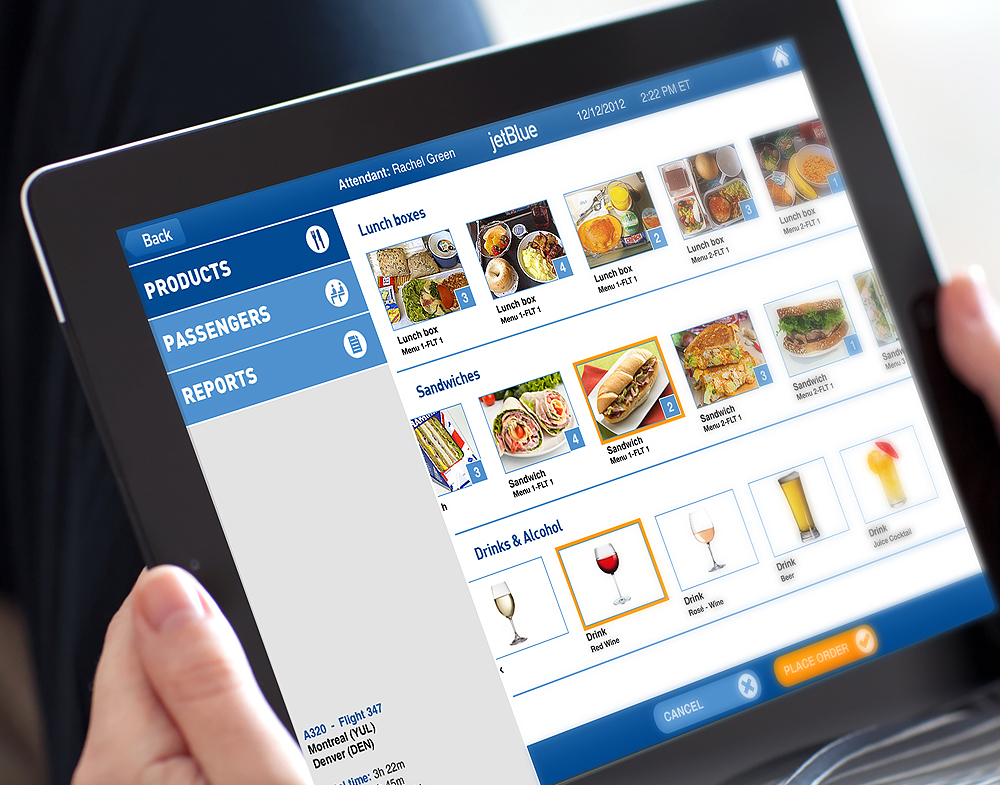 Back
Attendant: Rachel Green
jetBlue
12/12/2012 2:22 PM ET
PRODUCTS
PASSENGERS
REPORTS
A320 - Flight 347
Montreal (YUL)
Denver (DEN)
time: 3h 22m
45m
Lunch boxes
3
Lunch box
Menu 1-FLT 1
4
Lunch box
Menu 1-FLT 1
2
Lunch box
Menu 1-FLT 1
3
Lunch box
Menu 2-FLT 1
1
Lunch box
Menu 2-FLT 1
Sandwiches
3
h
4
Sandwich
Menu 1-FLT 1
2
Sandwich
Menu 1-FLT 1
3
Sandwich
Menu 2-FLT 1
1
Sandwich
Menu 2-FLT 1
Sandw
Menu 3
Drinks & Alcohol
k
Drink
Red Wine
Drink
Rosé - Wine
Drink
Beer
Drink
Juice Cocktail
CANCEL
PLACE ORDER